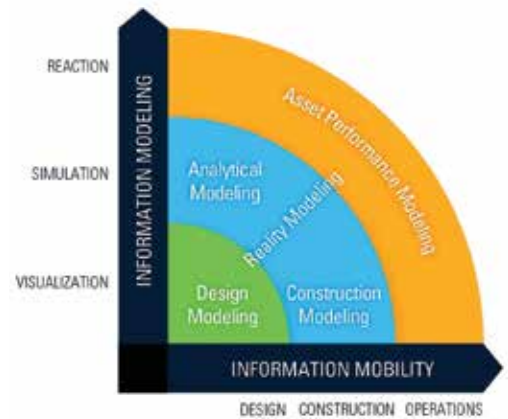 REACTION
SIMULATION
VISUALIZATION
INFORMATION MODELING
Asset Performance Modeling
Analytical
Modeling
Reality Modeling
Design
Modeling
Construction
Modeling
INFORMATION MOBILITY
DESIGN CONSTRUCTION OPERATIONS